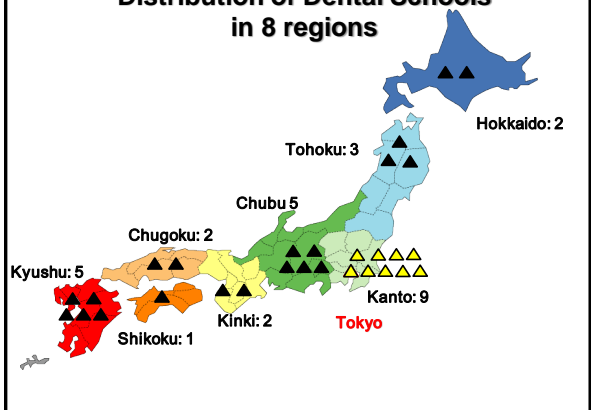 Distribution of Dental Schools
in 8 regions
Hokkaido: 2
Tohoku: 3
Chubu 5
Chugoku: 2
Kyushu: 5
Kanto: 9
Kinki: 2
Tokyo
Shikoku: 1